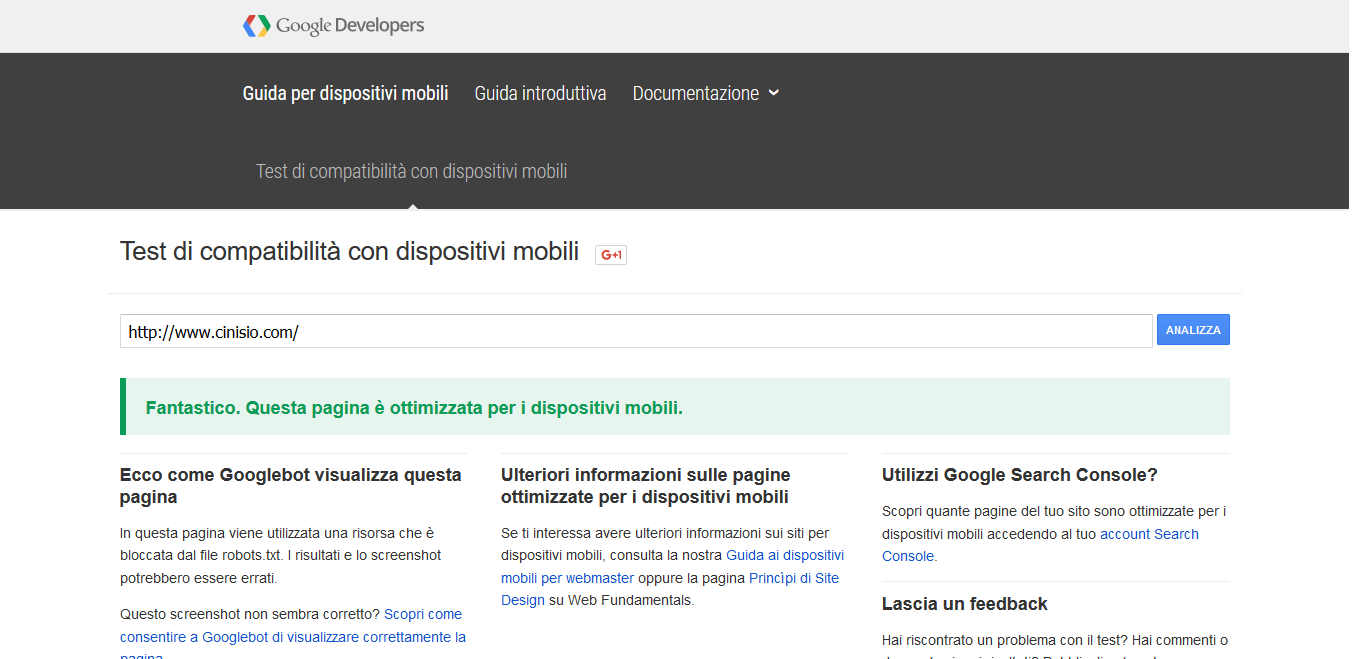 Google Developers
Guida per dispositivi mobili Guida introduttiva Documentazione
Test di compatibilità con dispositivi mobili
Test di compatibilità con dispositivi mobili G+1
http://www.cinisio.com/ ANALIZZA
Fantastico. Questa pagina è ottimizzata per i dispositivi mobili.
Ecco come Googlebot visualizza questa
pagina
In questa pagina viene utilizzata una risorsa che è
bloccata dal file robots.txt. I risultati e lo screenshot
potrebbero essere errati.
Questo screenshot non sembra corretto? Scopri come
consentire a Googlebot di visualizzare correttamente la
pagina
Ulteriori informazioni sulle pagine
ottimizzate per i dispositivi mobili
Se ti interessa avere ulteriori informazioni sui siti per
dispositivi mobili, consulta la nostra Guida ai dispositivi
mobili per webmaster oppure la pagina Princìpi di Site
Design su Web Fundamentals.
Utilizzi Google Search Console?
Scopri quante pagine del tuo sito sono ottimizzate per i
dispositivi mobili accedendo al tuo account Search
Console.
Lascia un feedback
Hai riscontrato un problema con il test? Hai commenti o